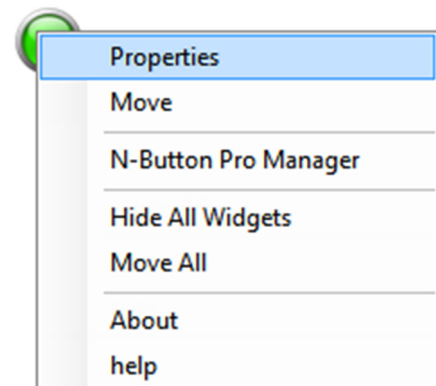 Properties
Move
N-Button Pro Manager
Hide All Widgets
Move All
About
help